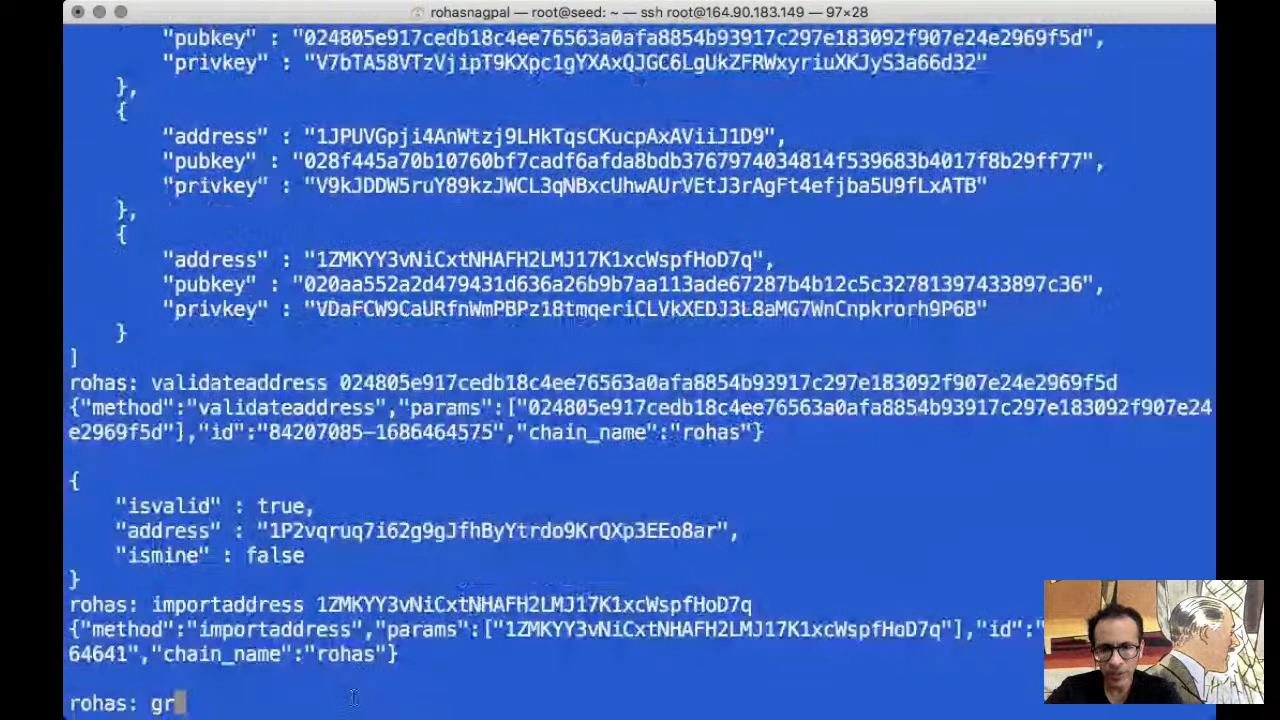 rohasnagpal — root@seed: ~ — ssh root@164.90.183.149 — 97×28
"pubkey" : "024805e917cedb18c4ee76563a0afa8854b93917c297e183092f907e24e2969f5d",
"privkey" : "V7bTA58VTzVjipT9KXpc1gYXAxQJGC6LgUkZFRWxyriuXKJyS3a66d32"
},
{
"address" : "1JPUVGpji4AnWtzj9LHkTqsCKucpAxAViiJ1D9",
"pubkey" : "028f445a70b10760bf7cadf6afda8bdb3767974034814f539683b4017f8b29ff77",
"privkey" : "V9kJDDW5ruY89kzJWCL3qNBxcUhwAUrVEtJ3rAgFt4efjba5U9fLxATB"
},
{
"address" : "1ZMKYY3vNiCxtNHAFH2LMJ17K1xcWspfHoD7q",
"pubkey" : "020aa552a2d479431d636a26b9b7aa113ade67287b4b12c5c32781397433897c36",
"privkey" : "VDaFCW9CaURfnWmPBPz18tmqeriCLVkXEDJ3L8aMG7WnCnpkrorh9P6B"
}
]
rohas: validateaddress 024805e917cedb18c4ee76563a0afa8854b93917c297e183092f907e24e2969f5d
{"method":"validateaddress","params":["024805e917cedb18c4ee76563a0afa8854b93917c297e183092f907e24
e2969f5d"],"id":"84207085-1686464575","chain_name":"rohas"}
{
"isvalid" : true,
"address" : "1P2vqruq7i62g9gJfhByYtrdo9KrQXp3EEo8ar",
"ismine" : false
}
rohas: importaddress 1ZMKYY3vNiCxtNHAFH2LMJ17K1xcWspfHoD7q
{"method":"importaddress","params":["1ZMKYY3vNiCxtNHAFH2LMJ17K1xcWspfHoD7q"],"id":"
64641","chain_name":"rohas"}
rohas: gr